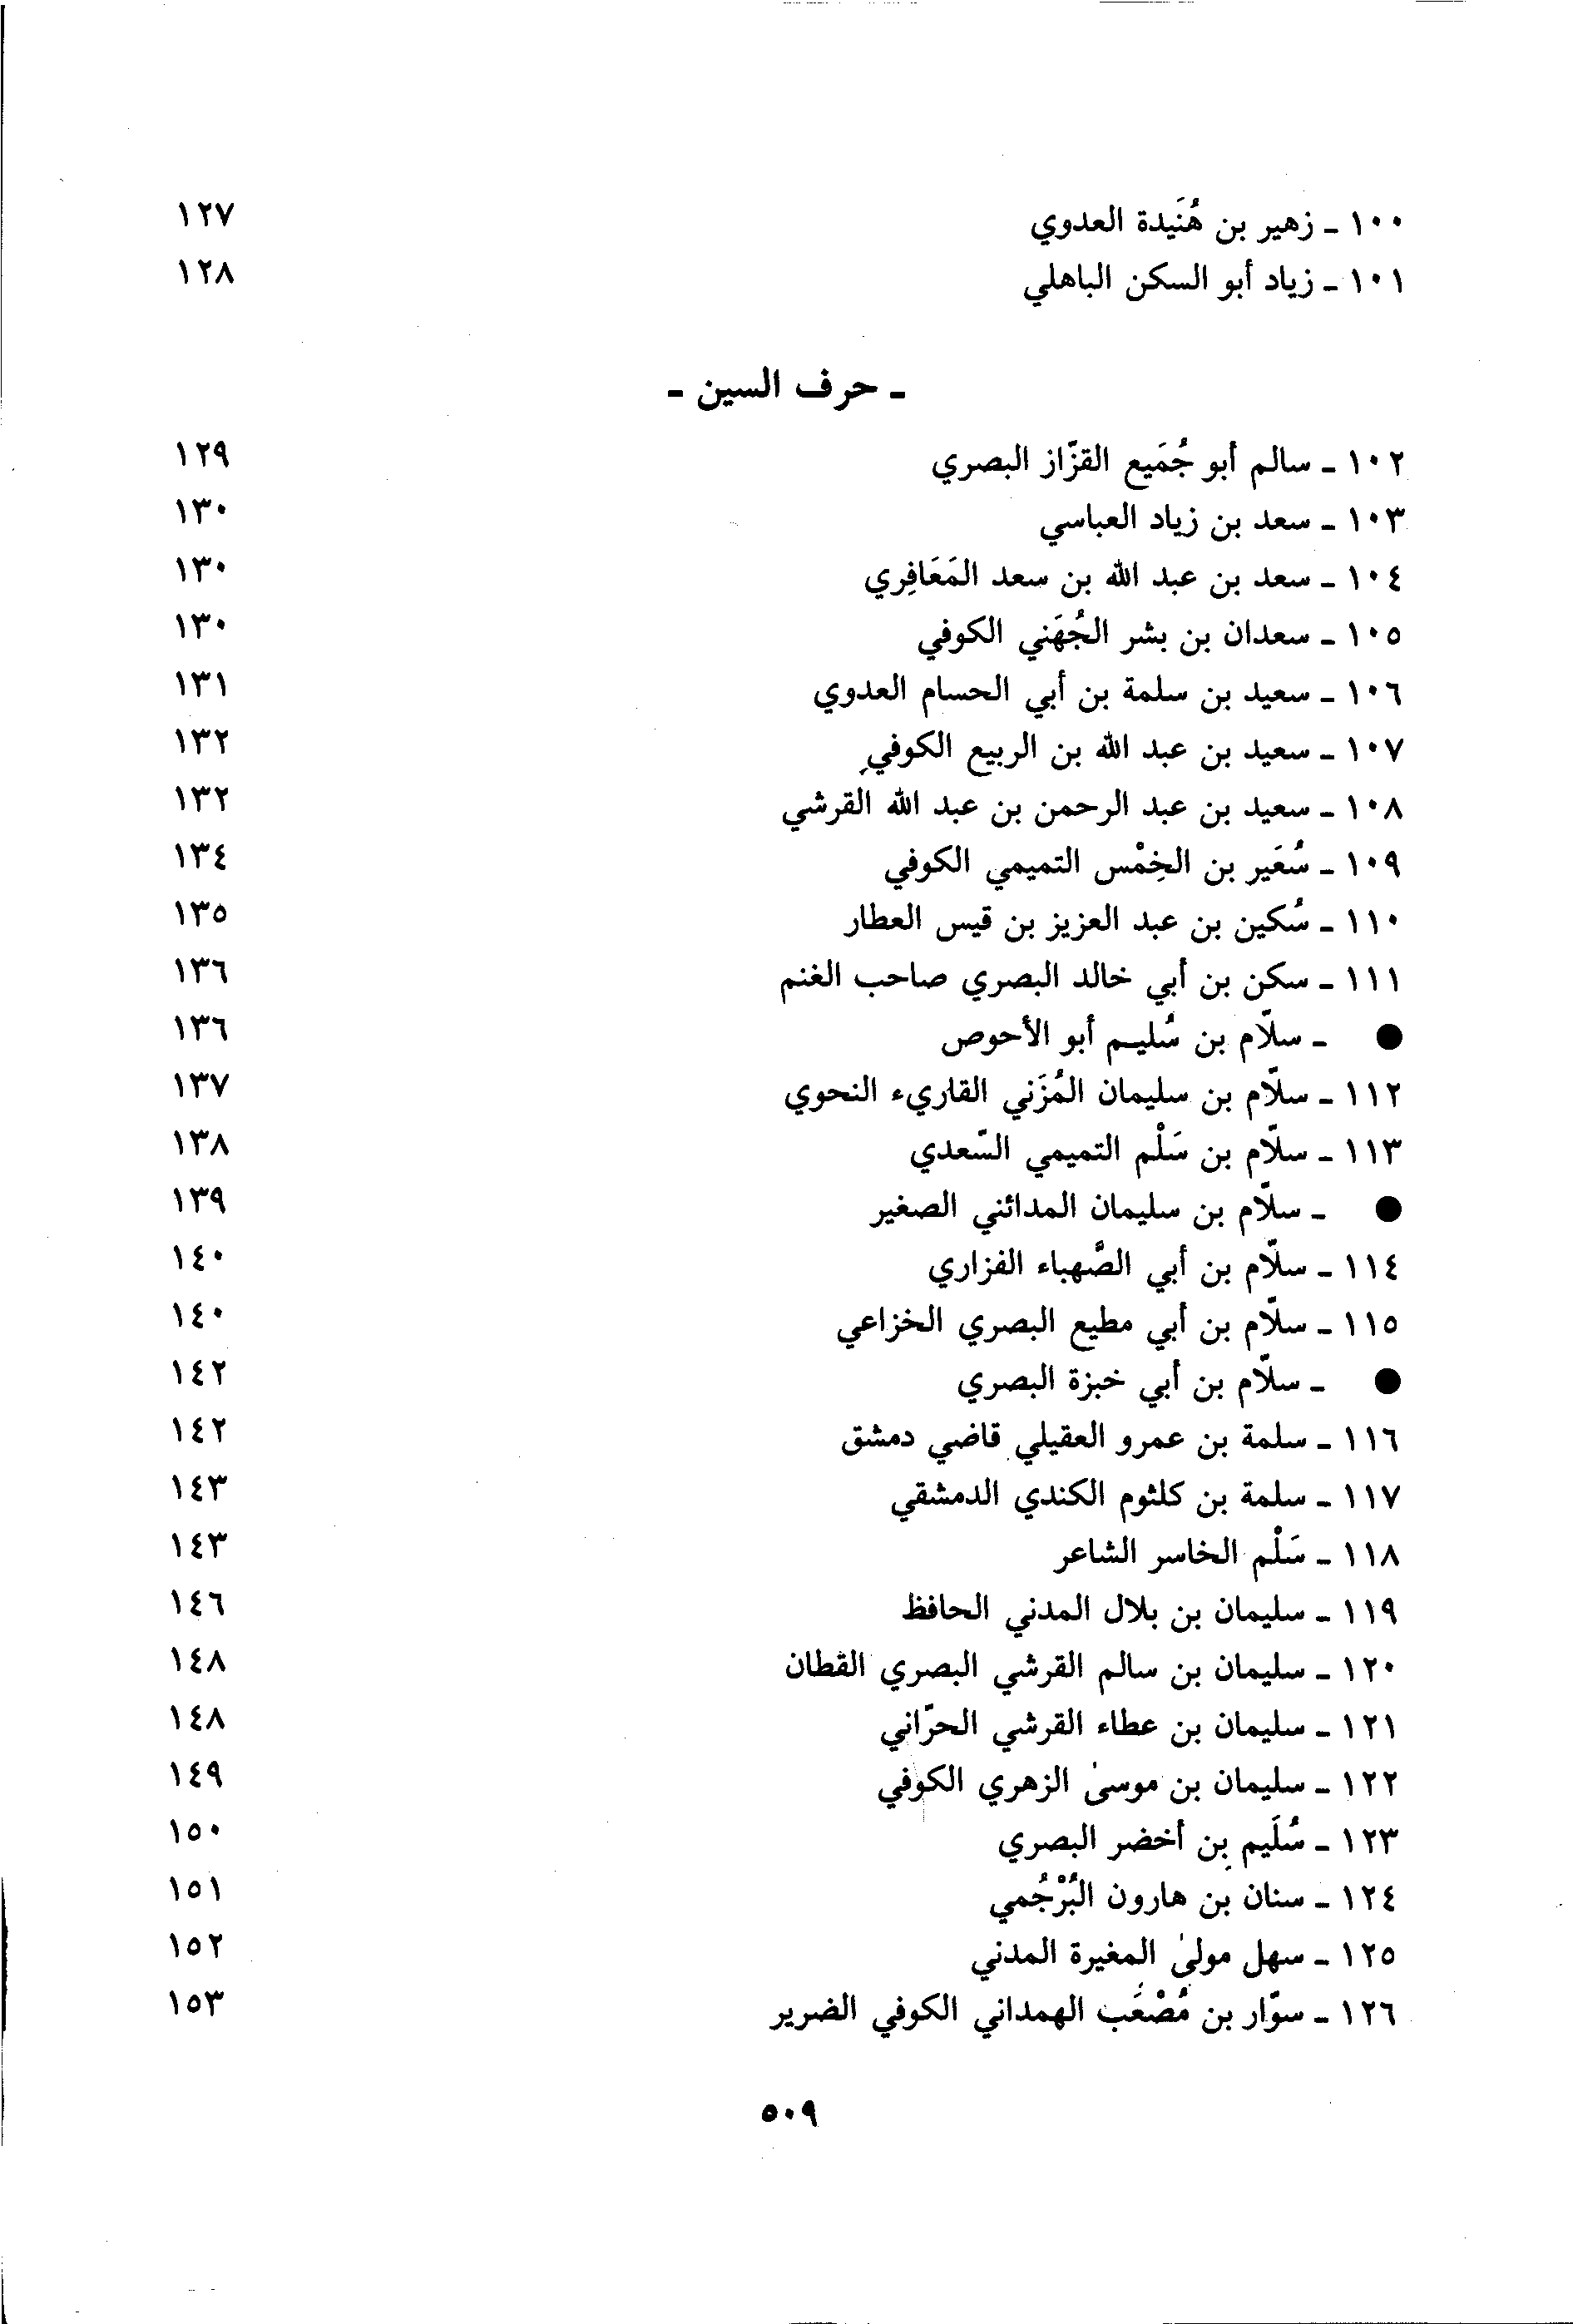 ١٠٠ - زهير بن هُنَيدة العدوي ١٢٧
١٠١ - زياد أبو السكن الباهلي ١٢٨
- حرف السين -
١٠٢ - سالم أبو جُمَيع القزّاز البصري ١٢٩
١٠٣ - سعد بن زياد العباسي ١٣٠
١٠٤ - سعد بن عبد الله بن سعد المَعَافِري ١٣٠
١٠٥ - سعدان بن بشر الجُهَني الكوفي ١٣٠
١٠٦ - سعيد بن سلمة بن أبي الحسام العدوي ١٣١
١٠٧ - سعيد بن عبد الله بن الربيع الكوفي ١٣٢
١٠٨ - سعيد بن عبد الرحمن بن عبد الله القرشي ١٣٢
١٠٩ - سُعَير بن الخِمْس التميمي الكوفي ١٣٤
١١٠ - سُكين بن عبد العزيز بن قيس العطار ١٣٥
١١١ - سكن بن أبي خالد البصري صاحب الغنم ١٣٦
● - سلّام بن سُليم أبو الأحوص ١٣٦
١١٢ - سلّام بن سليمان المُزَني القاريء النحوي ١٣٧
١١٣ - سلّام بن سَلْم التميمي السّعدي ١٣٨
● - سلّام بن سليمان المدائني الصغير ١٣٩
١١٤ - سلّام بن أبي الصَّهباء الفزاري ١٤٠
١١٥ - سلّام بن أبي مطيع البصري الخزاعي ١٤٠
● - سلّام بن أبي خبزة البصري ١٤٢
١١٦ - سلمة بن عمرو العقيلي قاضي دمشق ١٤٢
١١٧ - سلمة بن كلثوم الكندي الدمشقي ١٤٣
١١٨ - سَلْم الخاسر الشاعر ١٤٣
١١٩ - سليمان بن بلال المدني الحافظ ١٤٦
١٢٠ - سليمان بن سالم القرشي البصري القطان ١٤٨
١٢١ - سليمان بن عطاء القرشي الحرّاني ١٤٨
١٢٢ - سليمان بن موسىٰ الزهري الكوفي ١٤٩
١٢٣ - سُلَيم بن أخضر البصري ١٥٠
١٢٤ - سنان بن هارون البُرْجُمي ١٥١
١٢٥ - سهل مولىٰ المغيرة المدني ١٥٢
١٢٦ - سوّار بن مُصْعَب الهمداني الكوفي الضرير ١٥٣
٥٠٩